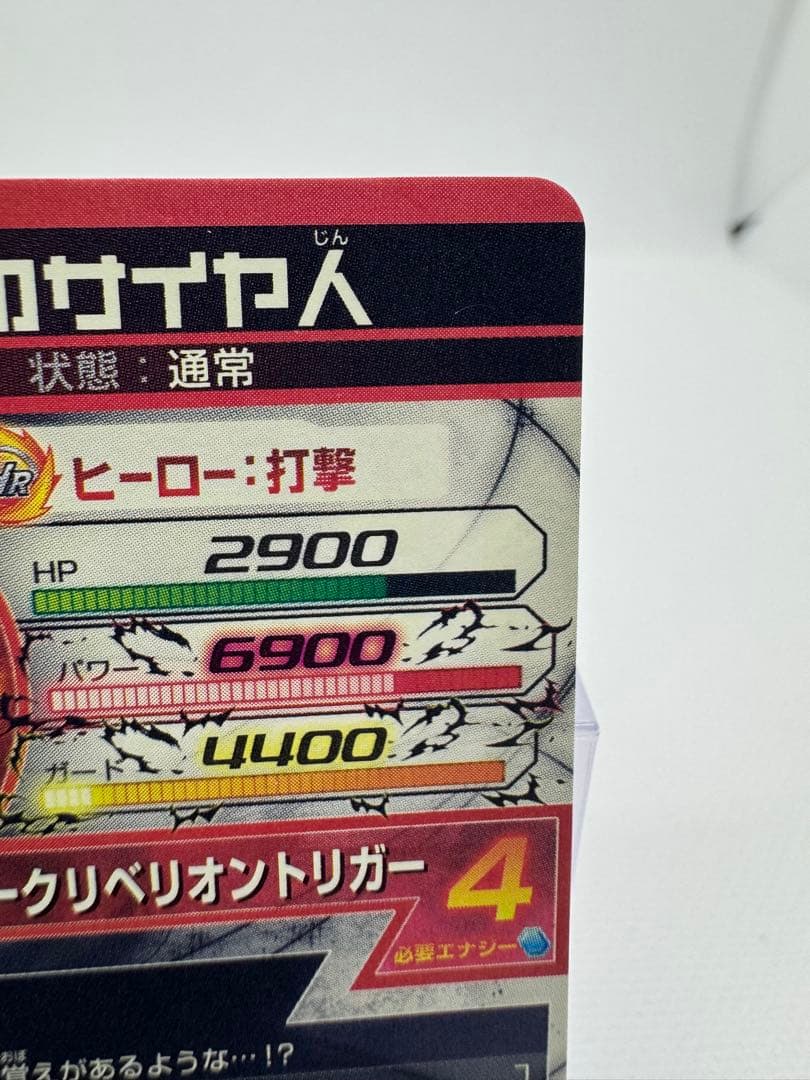 じん
のサイヤ人
状態：通常
R
ヒーロー：打撃
HP 2900
パワー 6900
ガード 4400
ークリベリオントリガー
4
必要エナジー
おぼ
覚えがあるような…!?